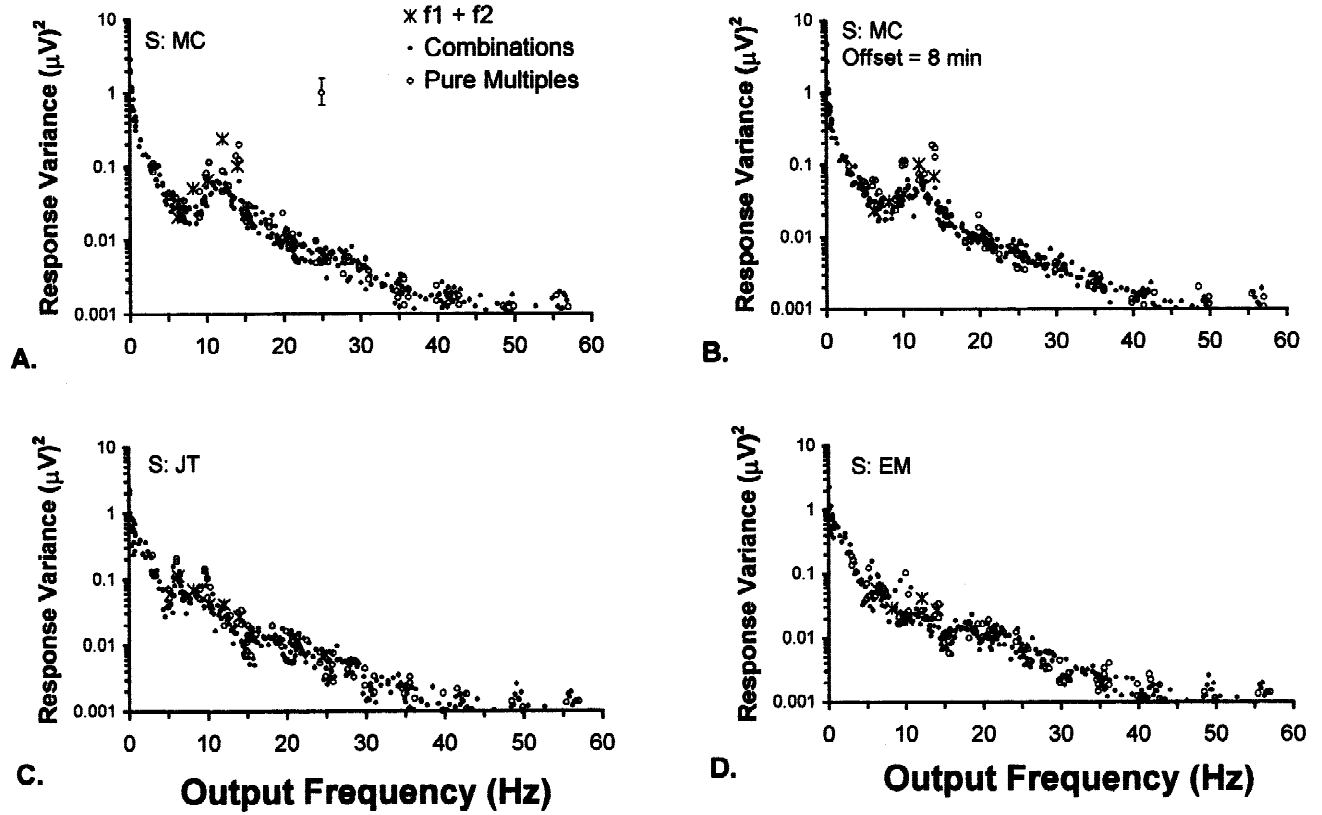 S: MC
f1 + f2
Combinations
Pure Multiples
Response Variance (μV)²
10
1
0.1
0.01
0.001
0 10 20 30 40 50 60
A.
S: MC
Offset = 8 min
Response Variance (μV)²
10
1
0.1
0.01
0.001
0 10 20 30 40 50 60
B.
S: JT
Response Variance (μV)²
10
1
0.1
0.01
0.001
0 10 20 30 40 50 60
C.
Output Frequency (Hz)
S: EM
Response Variance (μV)²
10
1
0.1
0.01
0.001
0 10 20 30 40 50 60
D.
Output Frequency (Hz)